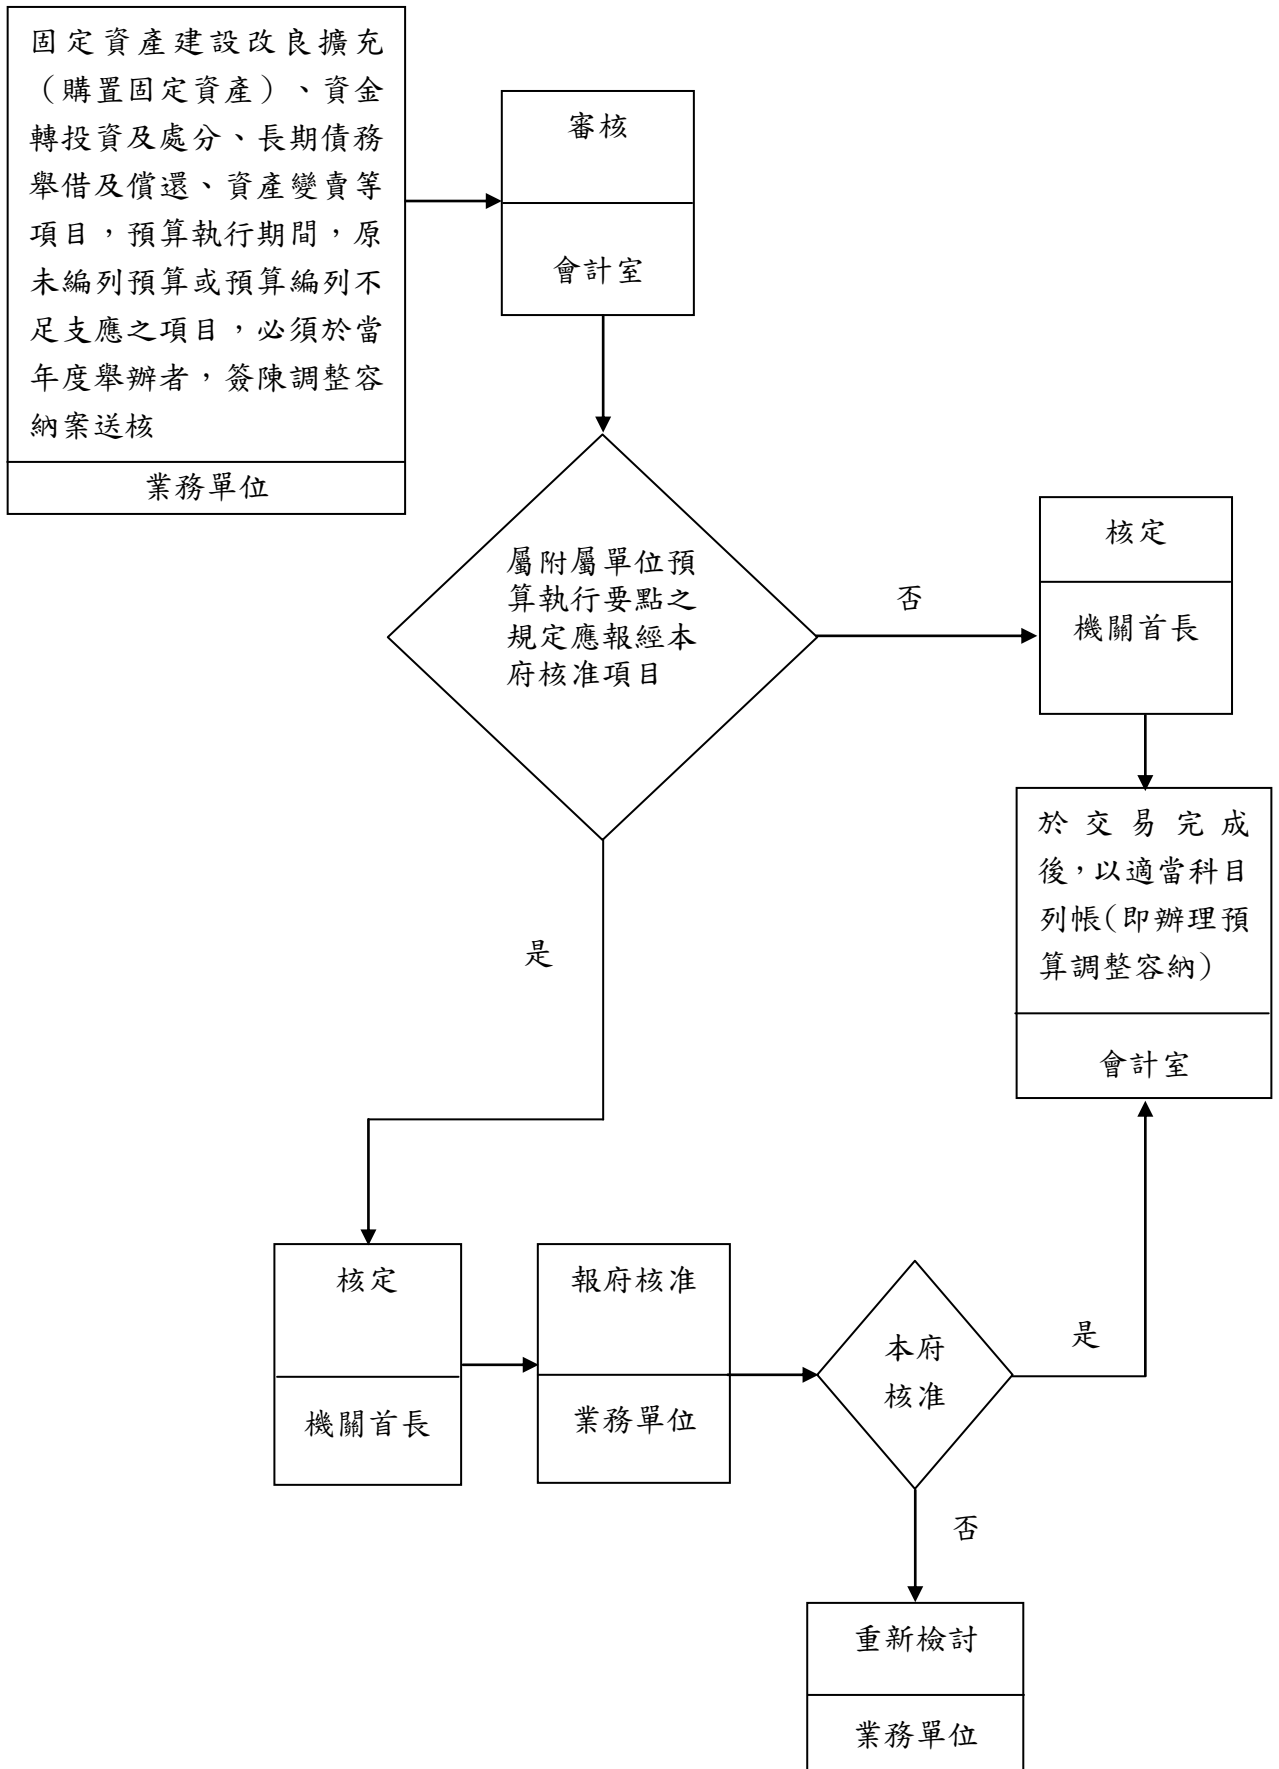 固定資產建設改良擴充
（購置固定資產）、資金
轉投資及處分、長期債務
舉借及償還、資產變賣等
項目，預算執行期間，原
未編列預算或預算編列不
足支應之項目，必須於當
年度舉辦者，簽陳調整容
納案送核
業務單位
審核
會計室
屬附屬單位預
算執行要點之
規定應報經本
府核准項目
否
核定
機關首長
於交易完成
後，以適當科目
列帳(即辦理預
算調整容納)
會計室
是
核定
機關首長
報府核准
業務單位
本府
核准
是
否
重新檢討
業務單位